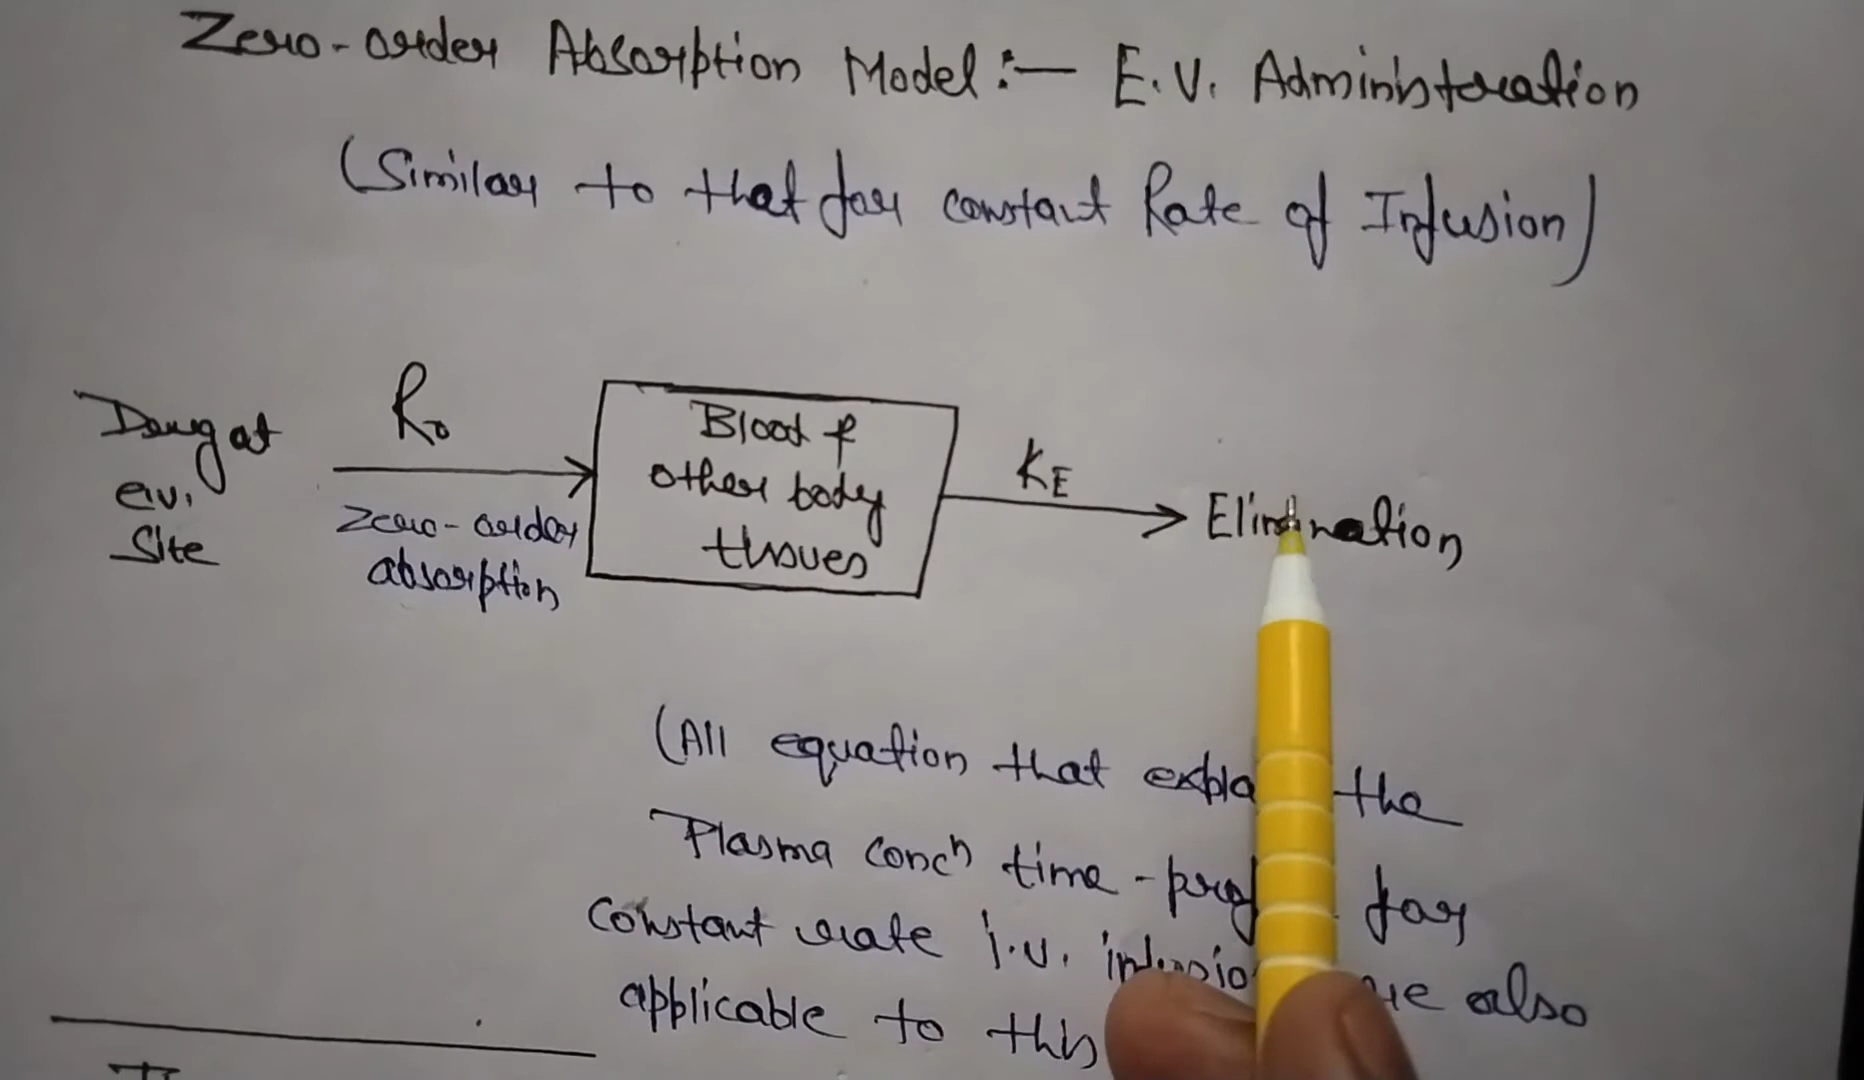 Zero-order Absorption Model:— E.V. Administration
(Similar to that for constant Rate of Infusion)
Drug at
e.v.
Site
R₀
Zero-order
absorption
Blood &
other body
tissues
KE
Elimination
(All equation that the
Plasma concn time- for
constant rate i.v. also
applicable to this